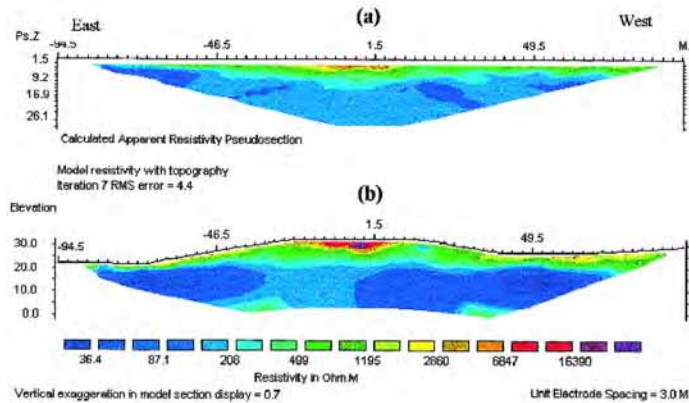 (a)
East West
Ps.Z -94.5 -46.5 1.5 49.5 M.
1.5
9.2
16.9
26.1
Calculated Apparent Resistivity Pseudosection
Model resistivity with topography
Iteration 7 RMS error = 4.4
(b)
Elevation
-94.5 -46.5 1.5 49.5
30.0
20.0
10.0
0.0
36.4 87.1 208 499 1195 2860 6847 16390
Resistivity in Ohm.M
Vertical exaggeration in model section display = 0.7 Unit Electrode Spacing = 3.0 M